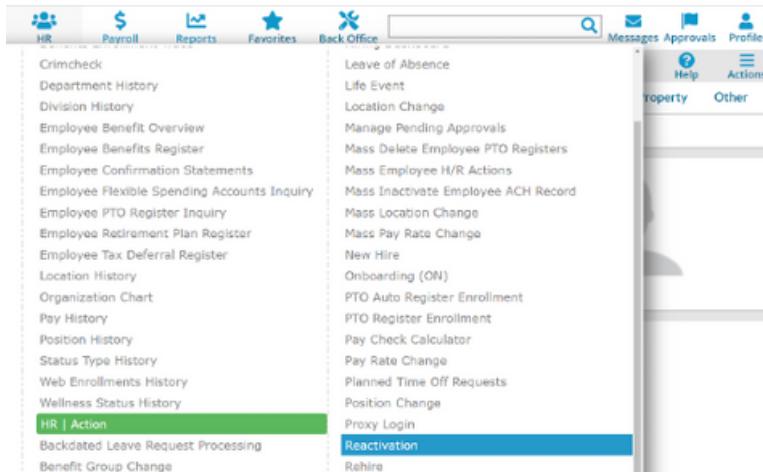 HR Payroll Reports Favorites Back Office Messages Approvals Profile
Help Actions
Property Other
Crimcheck
Department History
Division History
Employee Benefit Overview
Employee Benefits Register
Employee Confirmation Statements
Employee Flexible Spending Accounts Inquiry
Employee PTO Register Inquiry
Employee Retirement Plan Register
Employee Tax Deferral Register
Location History
Organization Chart
Pay History
Position History
Status Type History
Web Enrollments History
Wellness Status History
HR | Action
Backdated Leave Request Processing
Benefit Group Change
Leave of Absence
Life Event
Location Change
Manage Pending Approvals
Mass Delete Employee PTO Registers
Mass Employee H/R Actions
Mass Inactivate Employee ACH Record
Mass Location Change
Mass Pay Rate Change
New Hire
Onboarding (ON)
PTO Auto Register Enrollment
PTO Register Enrollment
Pay Check Calculator
Pay Rate Change
Planned Time Off Requests
Position Change
Proxy Login
Reactivation
Rehire